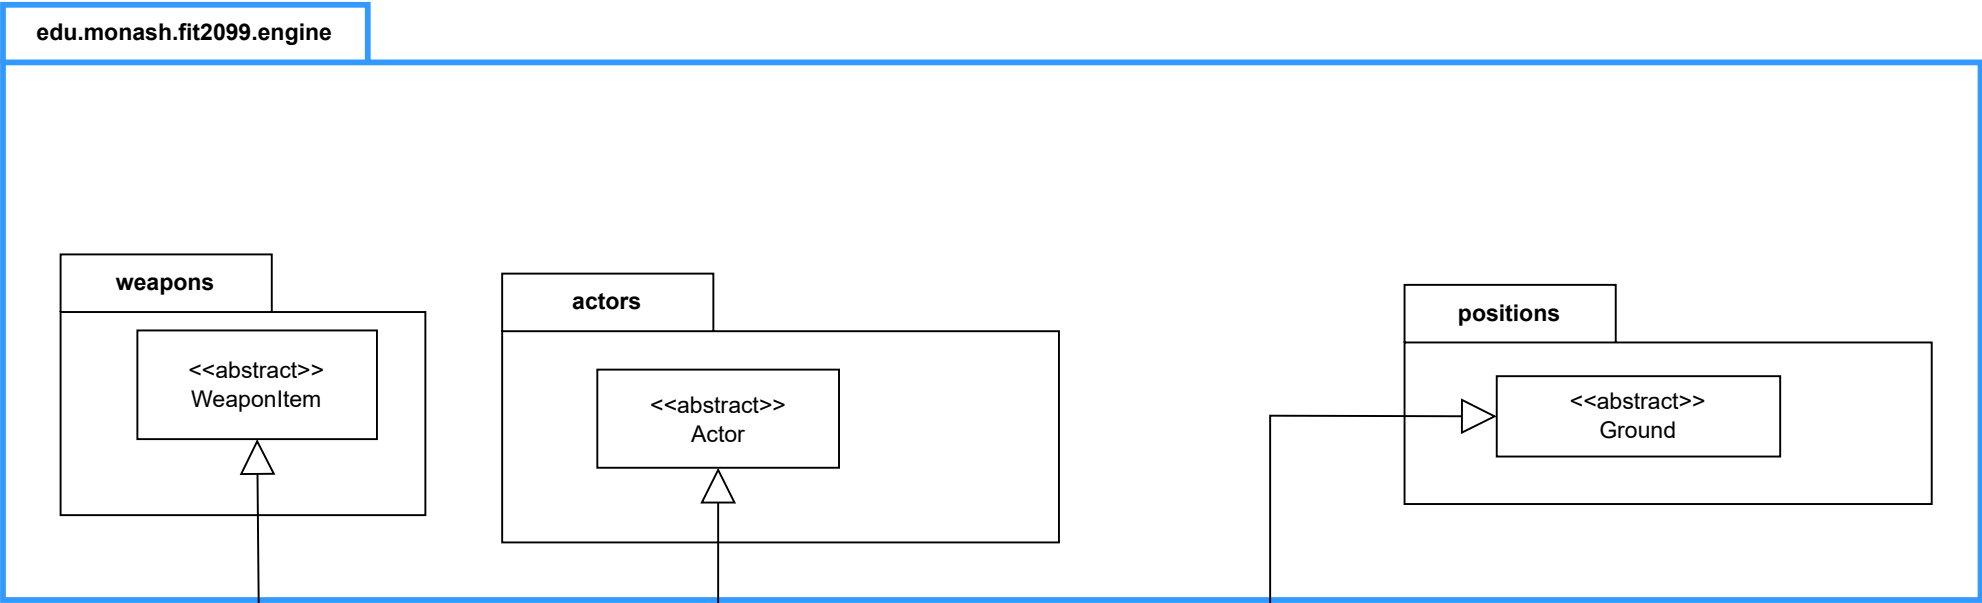 edu.monash.fit2099.engine
weapons
<<abstract>>
WeaponItem
actors
<<abstract>>
Actor
positions
<<abstract>>
Ground